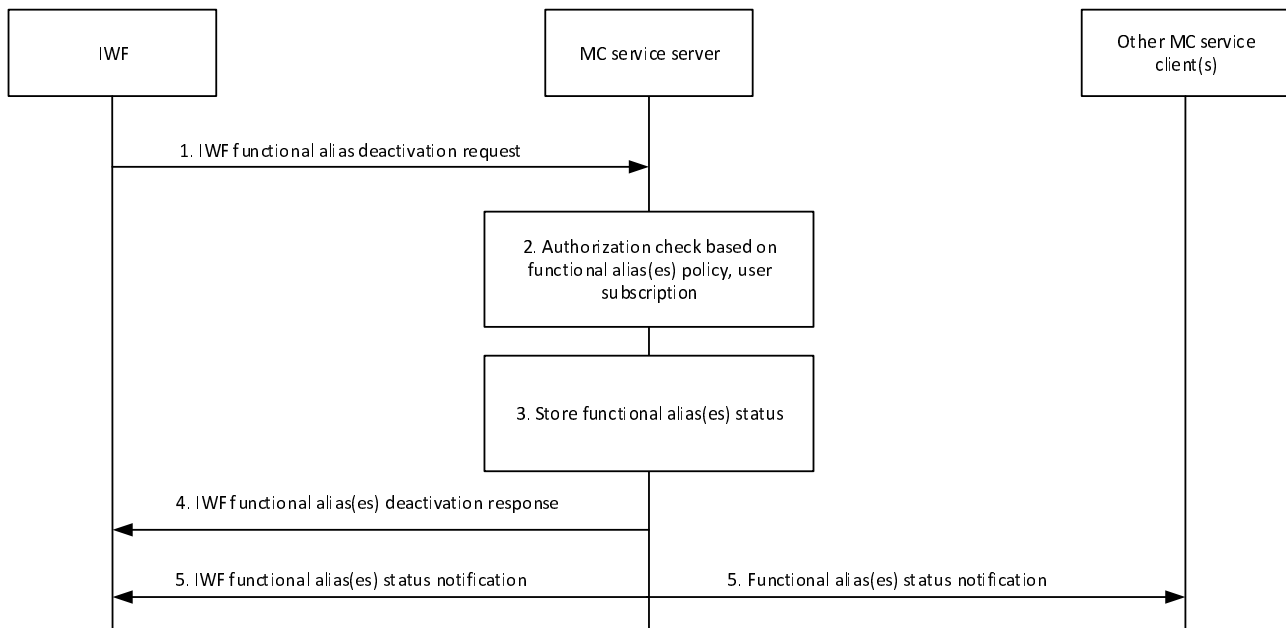 IWF
MC service server
Other MC service
client(s)
1. IWF functional alias deactivation request
2. Authorization check based on
functional alias(es) policy, user
subscription
3. Store functional alias(es) status
4. IWF functional alias(es) deactivation response
5. IWF functional alias(es) status notification
5. Functional alias(es) status notification